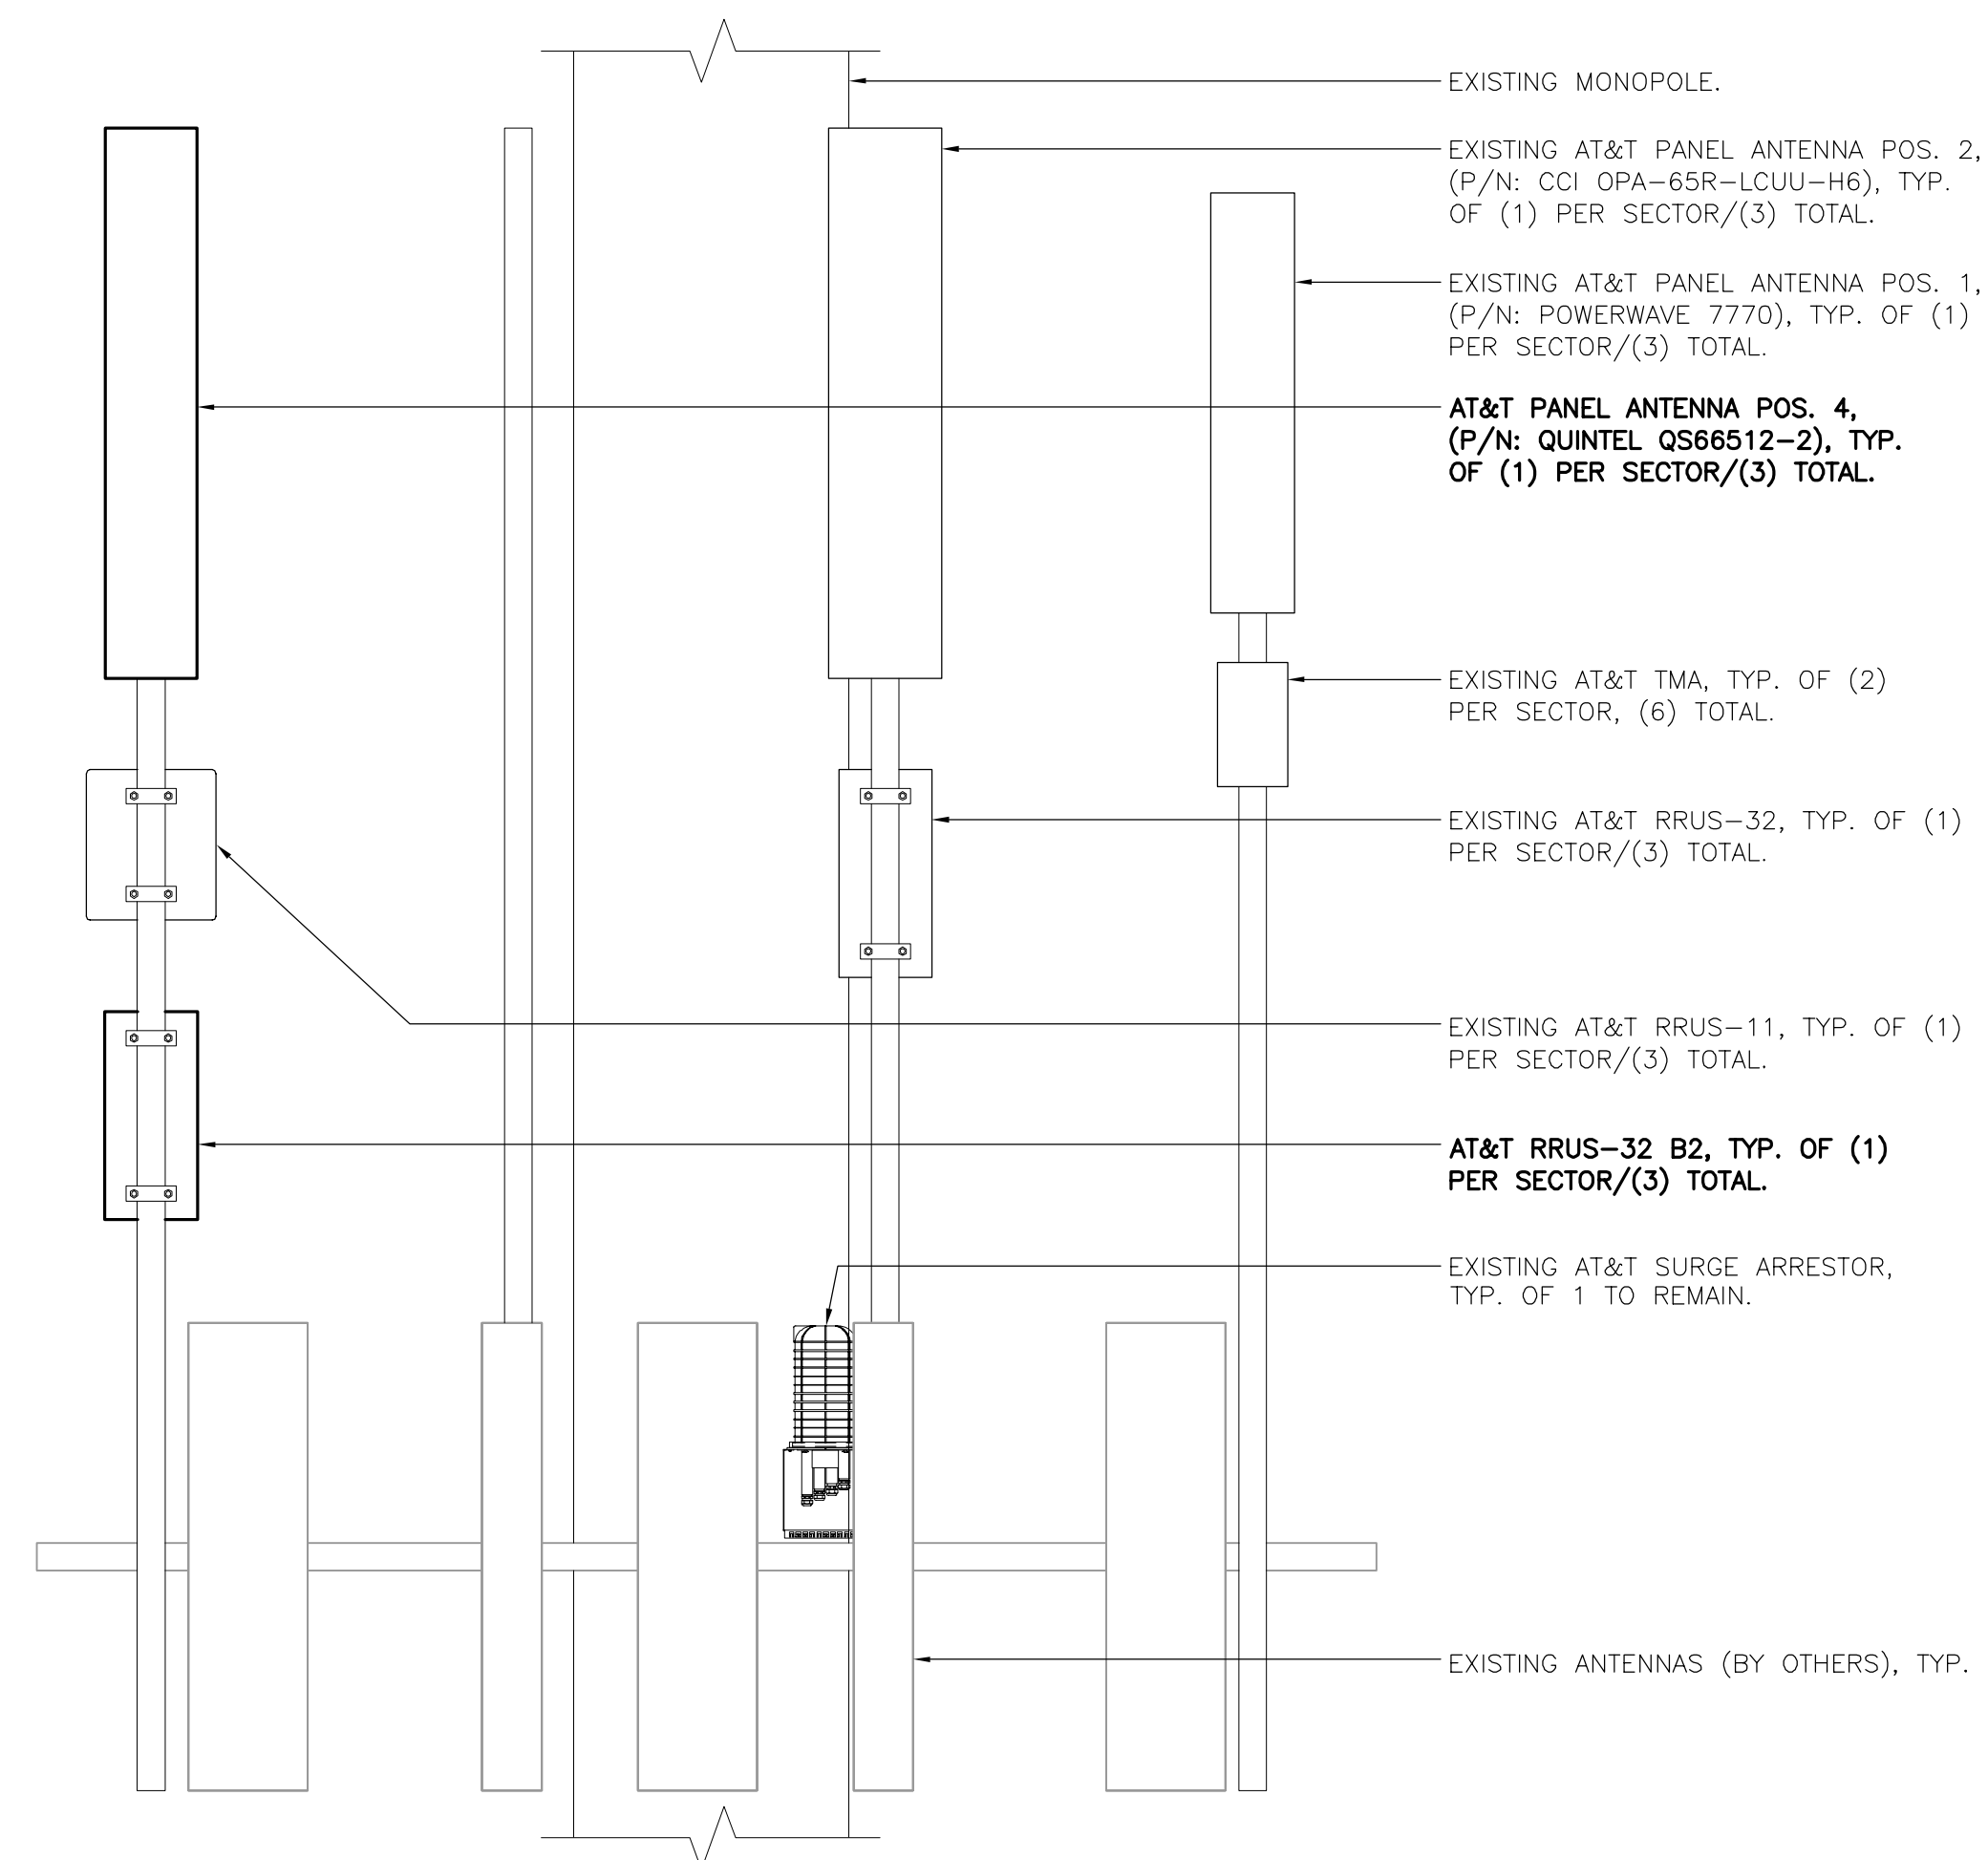 EXISTING MONOPOLE.
EXISTING AT&T PANEL ANTENNA POS. 2,
(P/N: CCI OPA-65R-LCUU-H6), TYP.
OF (1) PER SECTOR/(3) TOTAL.
EXISTING AT&T PANEL ANTENNA POS. 1,
(P/N: POWERWAVE 7770), TYP. OF (1)
PER SECTOR/(3) TOTAL.
AT&T PANEL ANTENNA POS. 4,
(P/N: QUINTEL QS66512-2), TYP.
OF (1) PER SECTOR/(3) TOTAL.
EXISTING AT&T TMA, TYP. OF (2)
PER SECTOR, (6) TOTAL.
EXISTING AT&T RRUS-32, TYP. OF (1)
PER SECTOR/(3) TOTAL.
EXISTING AT&T RRUS-11, TYP. OF (1)
PER SECTOR/(3) TOTAL.
AT&T RRUS-32 B2, TYP. OF (1)
PER SECTOR/(3) TOTAL.
EXISTING AT&T SURGE ARRESTOR,
TYP. OF 1 TO REMAIN.
EXISTING ANTENNAS (BY OTHERS), TYP.